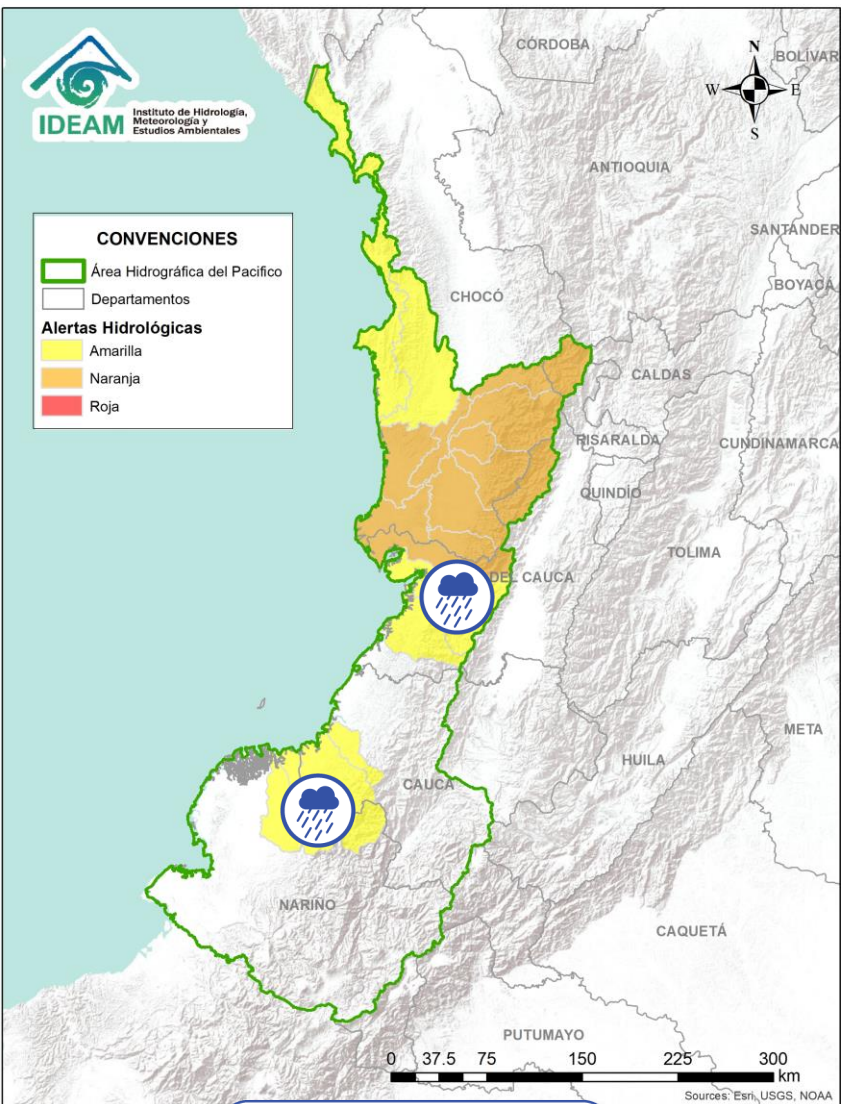 IDEAM
Instituto de Hidrología,
Meteorología y
Estudios Ambientales
CÓRDOBA
N
BOLÍVAR
W
E
S
ANTIOQUIA
CONVENCIONES
Área Hidrográfica del Pacifico
Departamentos
Alertas Hidrológicas
Amarilla
Naranja
Roja
SANTANDER
BOYACÁ
CHOCÓ
CALDAS
RISARALDA
CUNDINAMARCA
QUINDÍO
TOLIMA
DEL CAUCA
META
HUILA
CAUCA
NARIÑO
CAQUETÁ
PUTUMAYO
0 37.5 75 150 225 300
km
Sources: Esri, USGS, NOAA